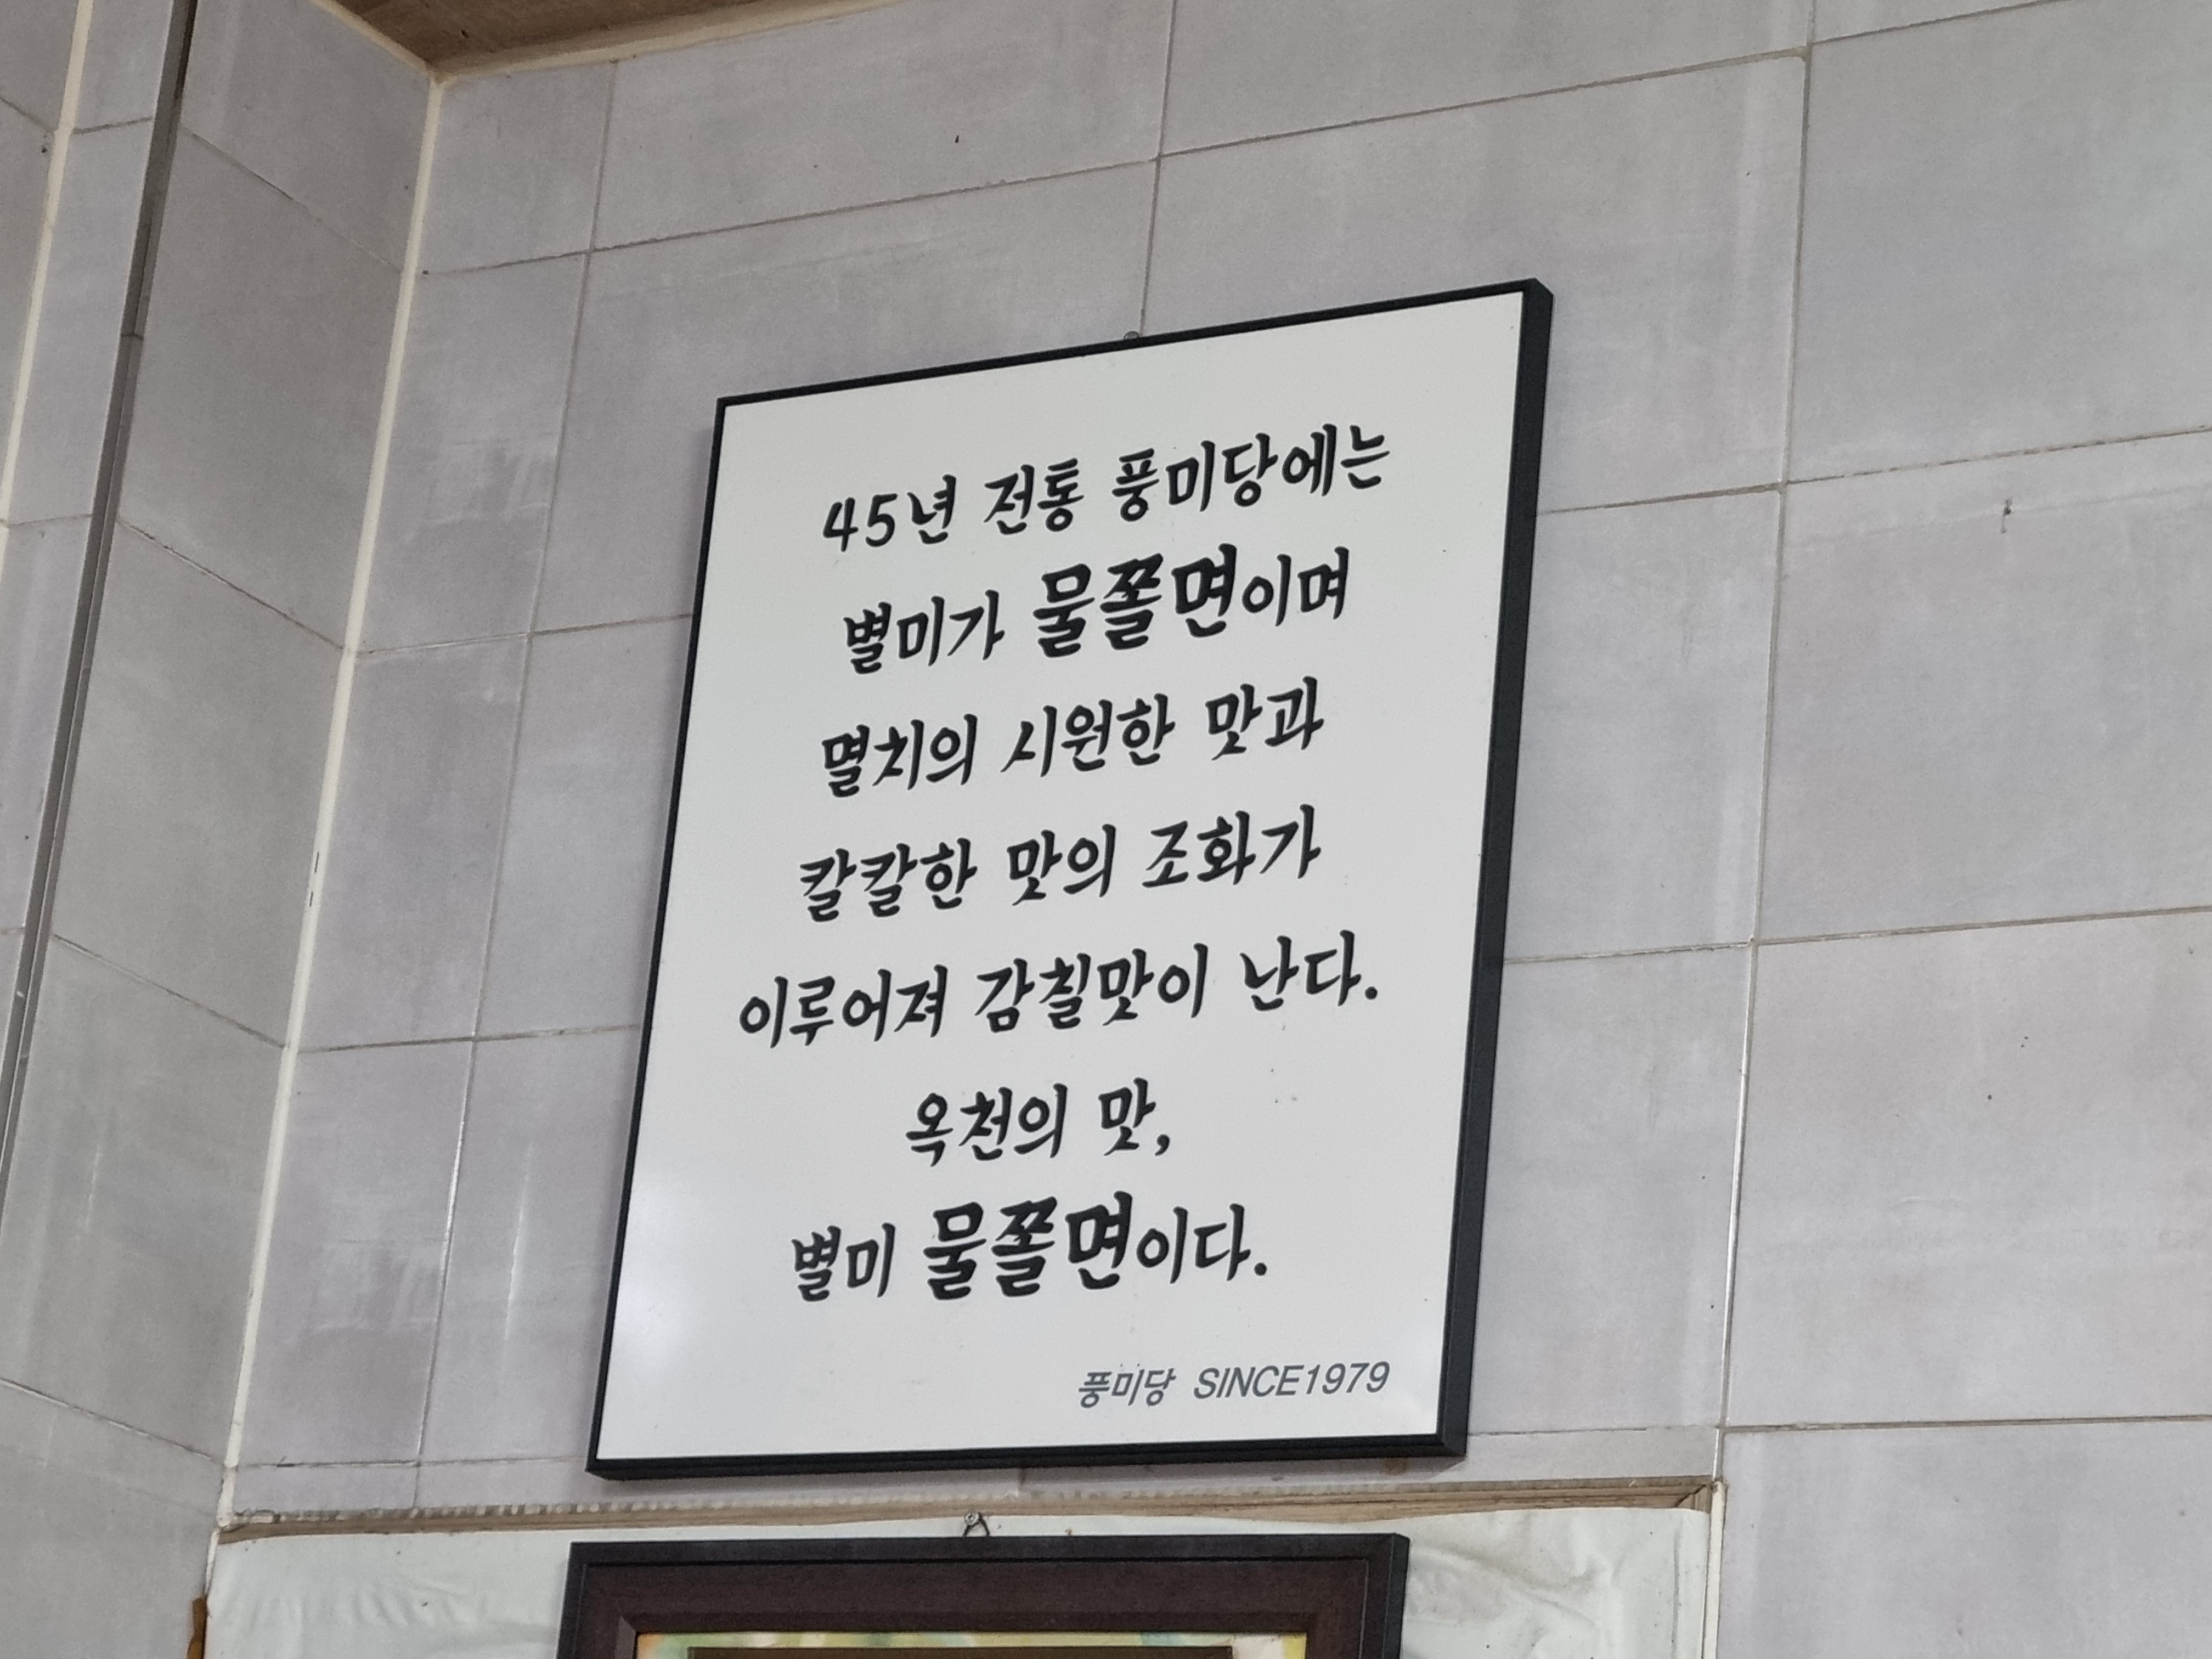 45년 전통 풍미당에는
별미가 물쫄면이며
멸치의 시원한 맛과
칼칼한 맛의 조화가
이루어져 감칠맛이 난다.
옥천의 맛,
별미 물쫄면이다.
풍미당 SINCE1979